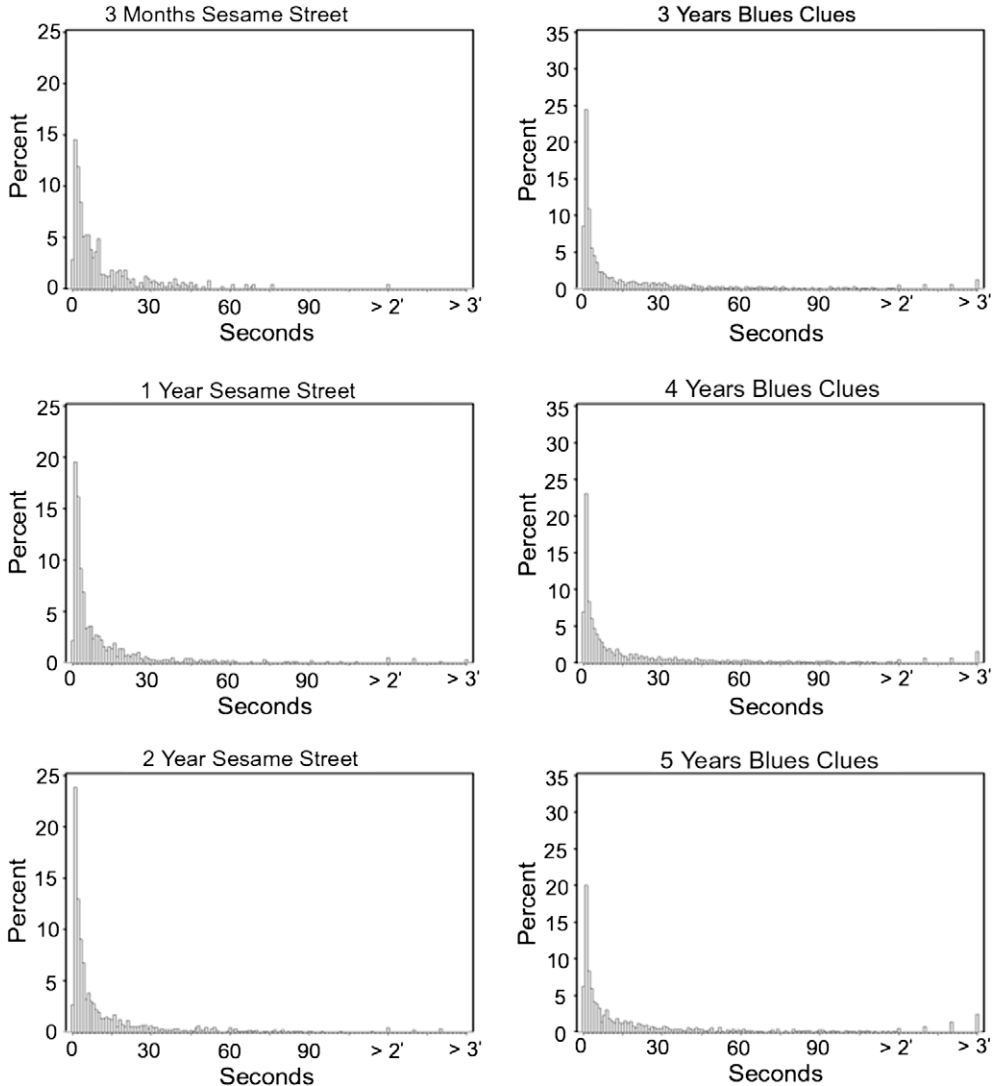 3 Months Sesame Street
25
20
15
10
5
0
Percent
0 30 60 90 > 2' > 3'
Seconds
3 Years Blues Clues
35
30
25
20
15
10
5
0
Percent
0 30 60 90 > 2' > 3'
Seconds
1 Year Sesame Street
25
20
15
10
5
0
Percent
0 30 60 90 > 2' > 3'
Seconds
4 Years Blues Clues
35
30
25
20
15
10
5
0
Percent
0 30 60 90 > 2' > 3'
Seconds
2 Year Sesame Street
25
20
15
10
5
0
Percent
0 30 60 90 > 2' > 3'
Seconds
5 Years Blues Clues
35
30
25
20
15
10
5
0
Percent
0 30 60 90 > 2' > 3'
Seconds